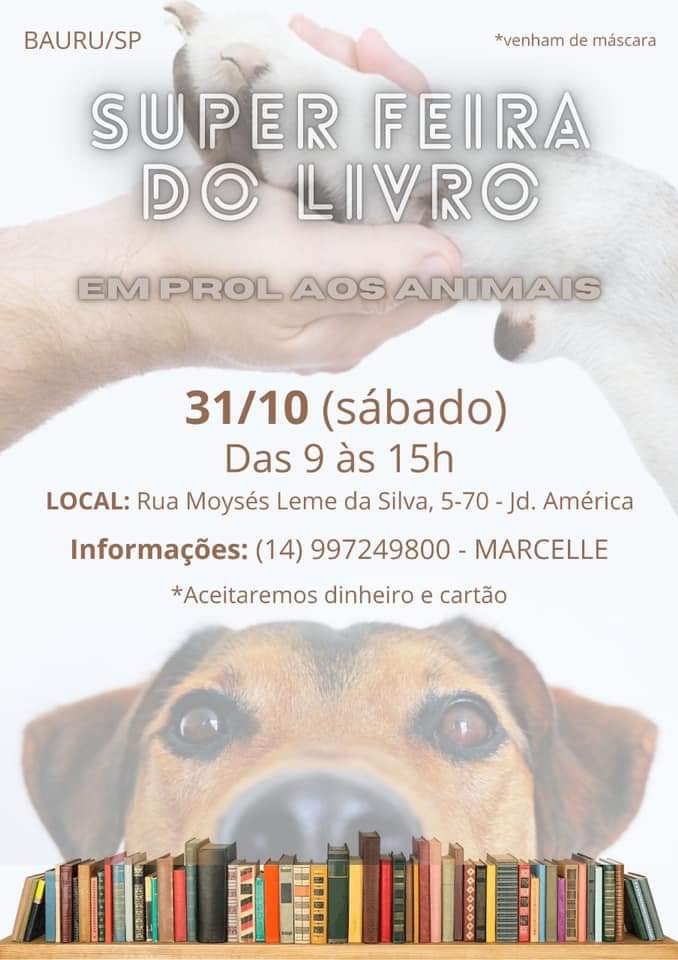 BAURU/SP
*venham de máscara
SUPER FEIRA
DO LIVRO
EM PROL AOS ANIMAIS
31/10 (sábado)
Das 9 às 15h
LOCAL: Rua Moysés Leme da Silva, 5-70 - Jd. América
Informações: (14) 997249800 - MARCELLE
*Aceitaremos dinheiro e cartão